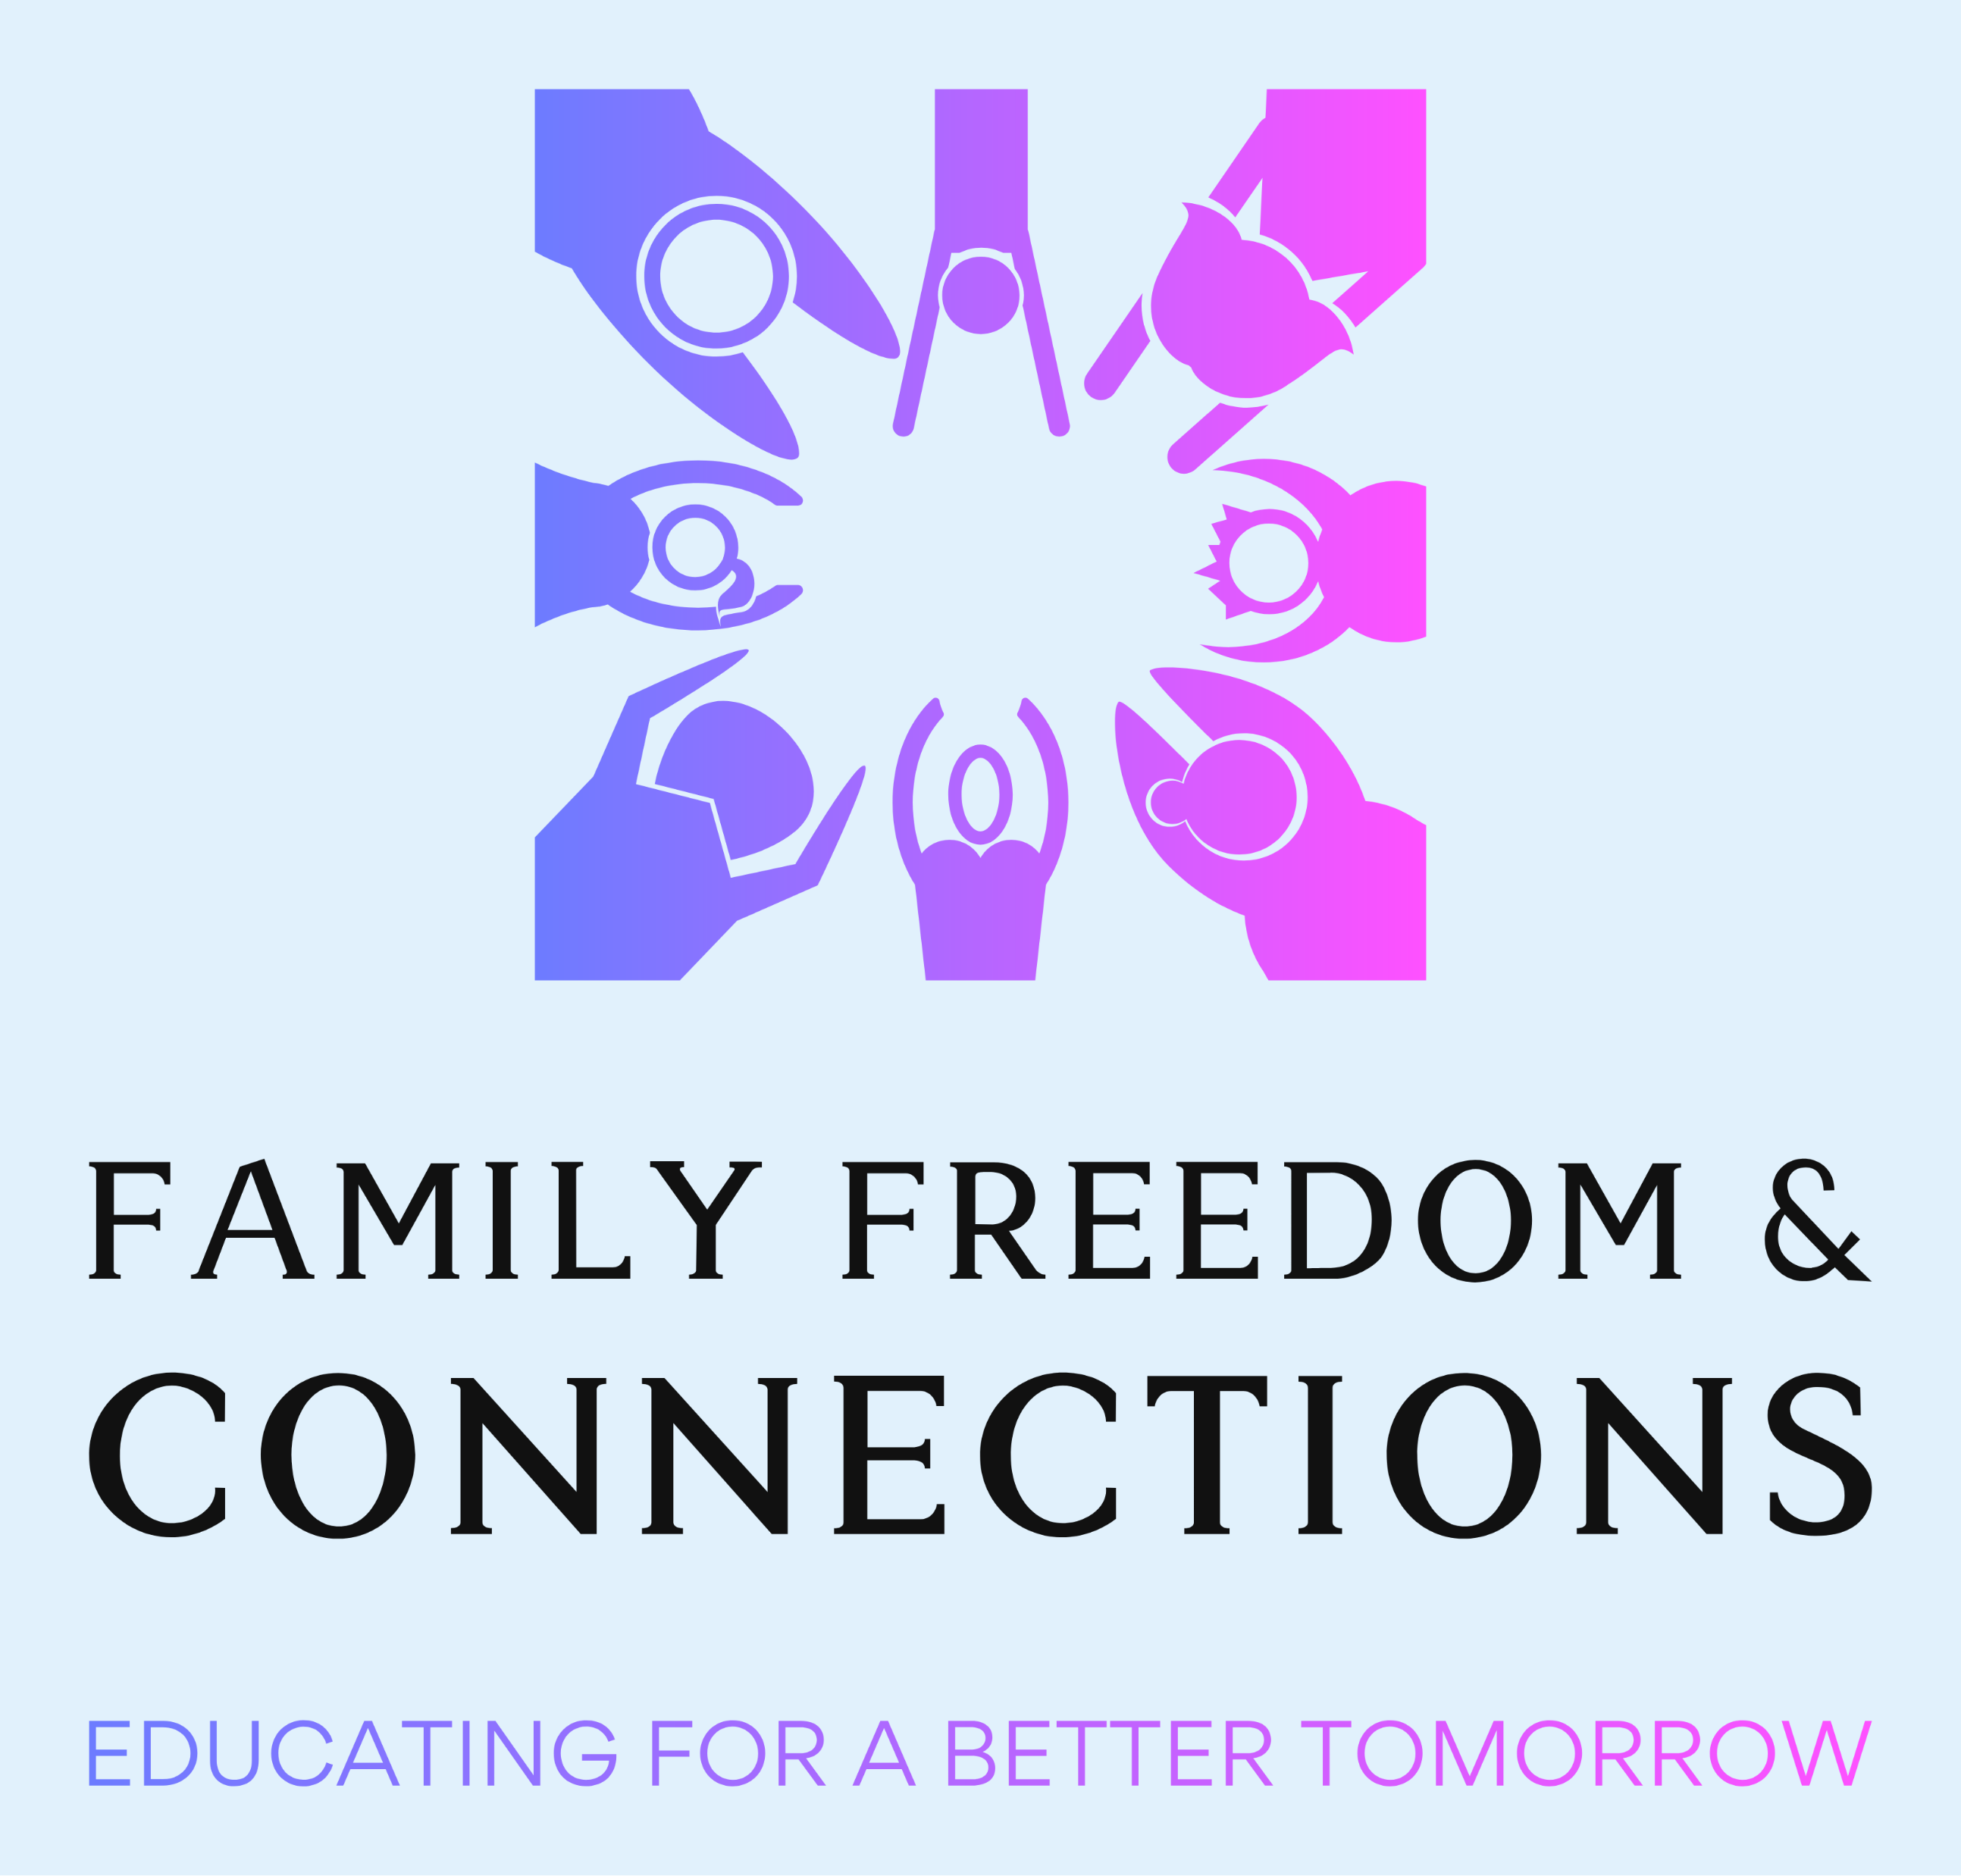 FAMILY FREEDOM &
CONNECTIONS
EDUCATING FOR A BETTER TOMORROW